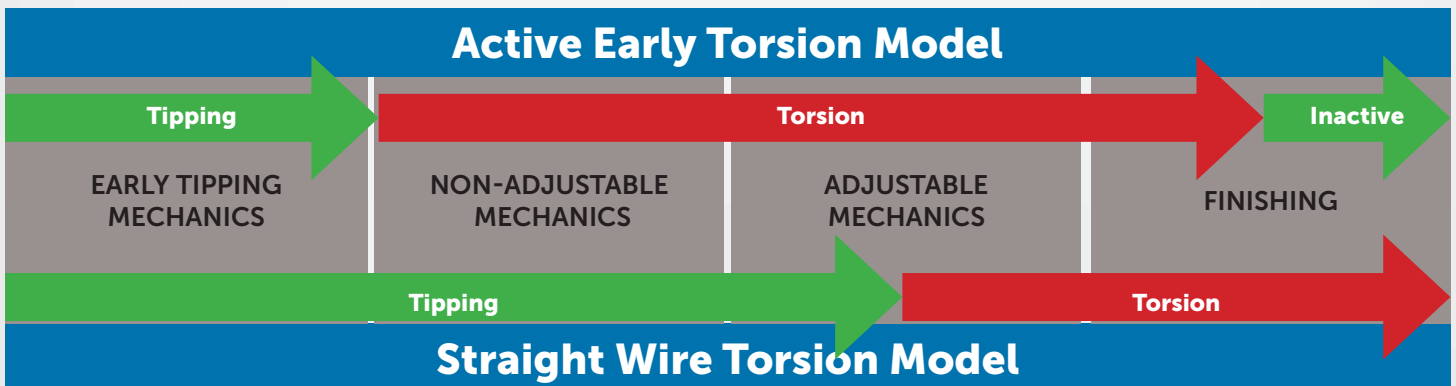 Active Early Torsion Model
Tipping
Torsion
Inactive
EARLY TIPPING
MECHANICS
NON-ADJUSTABLE
MECHANICS
ADJUSTABLE
MECHANICS
FINISHING
Tipping
Torsion
Straight Wire Torsion Model